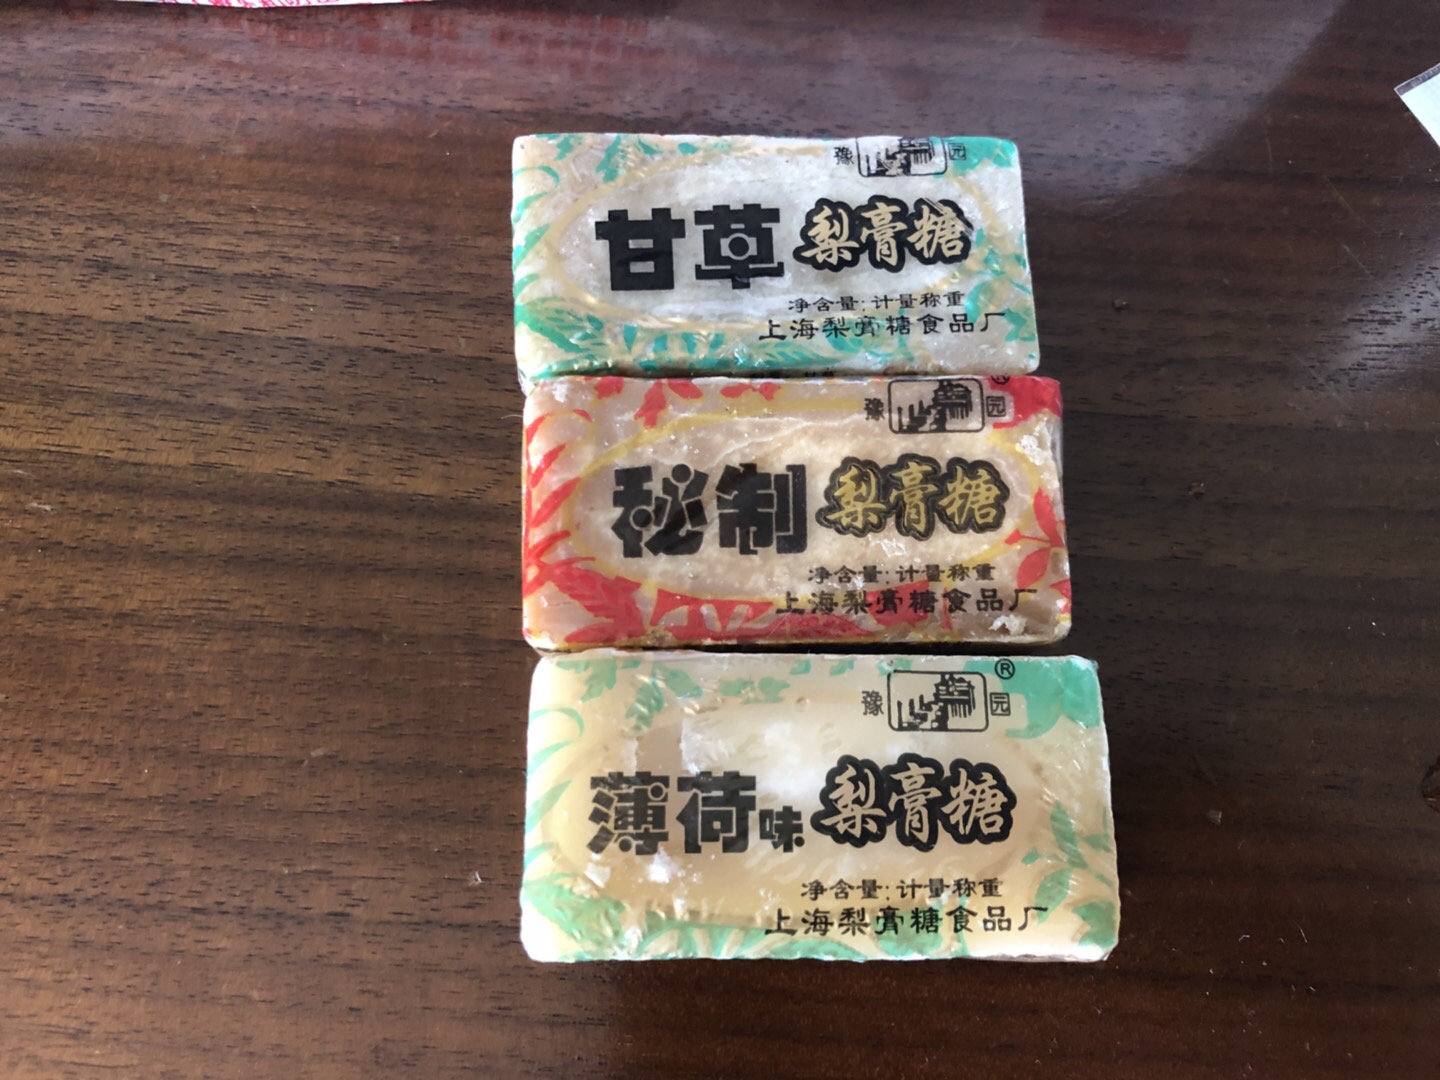 豫 园
甘草 梨膏糖
净含量:计量称重
上海梨膏糖食品厂
®
豫 园
秘制 梨膏糖
净含量:计量称重
上海梨膏糖食品厂
®
豫 园
薄荷味 梨膏糖
净含量:计量称重
上海梨膏糖食品厂